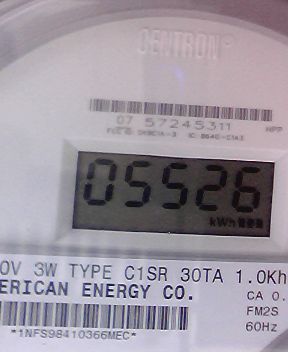 CENTRON®
07 57245311
HPP
05526
kWh
0V 3W TYPE C1SR 30TA 1.0Kh
ERICAN ENERGY CO.
CA 0.
FM2S
60Hz
*1NFS98410366MEC*